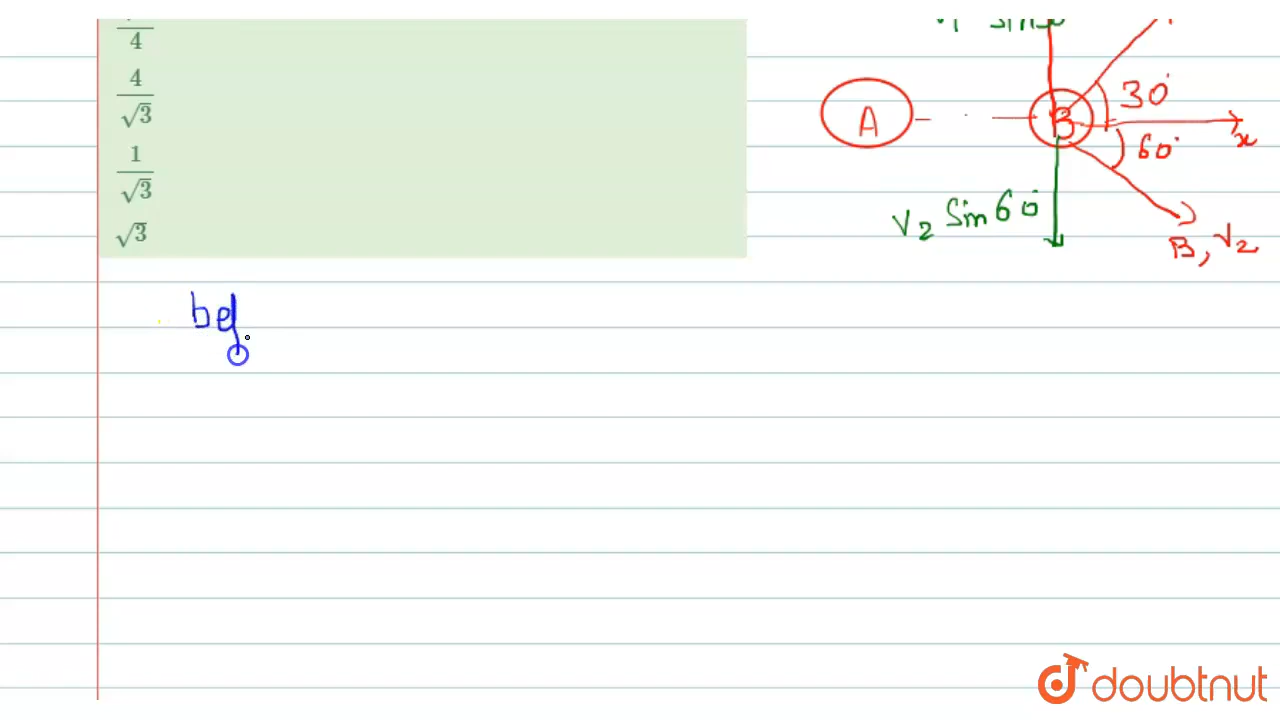 4
4
√3
1
√3
√3
30°
A
B
x
60°
V2 Sin 60°
B, V2
bef
doubtnut